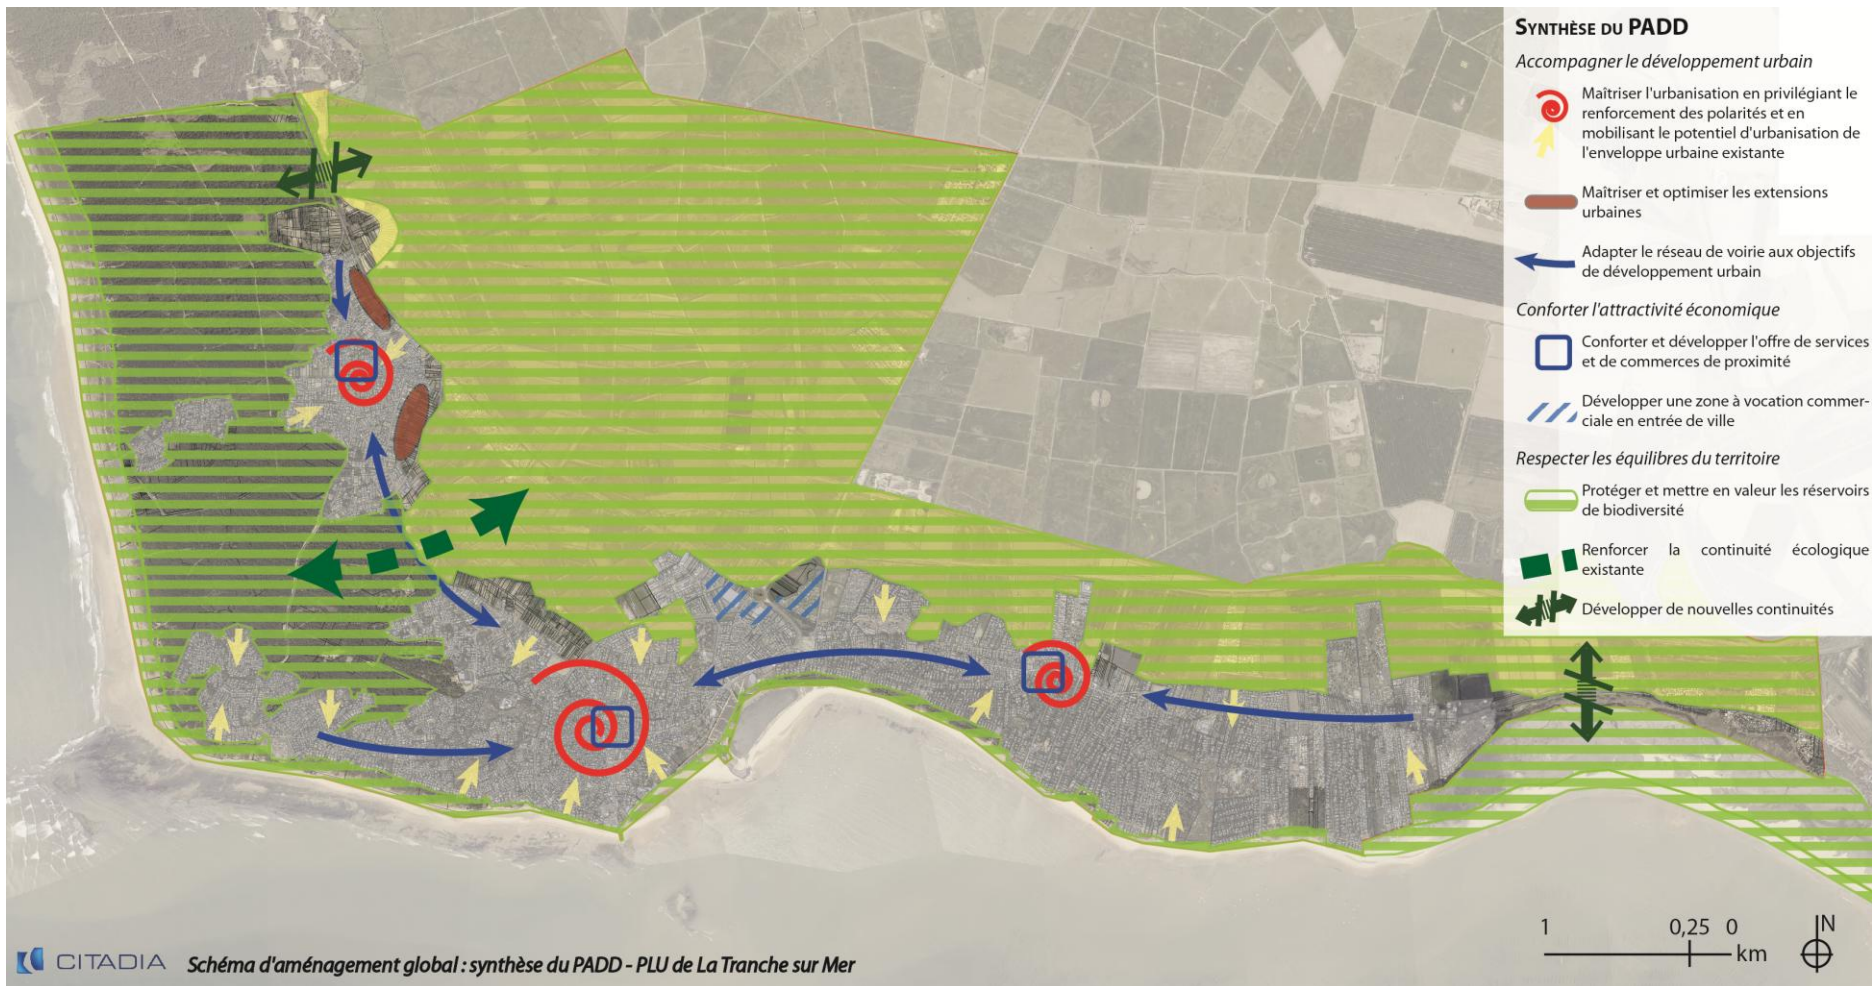 SYNTHÈSE DU PADD
Accompagner le développement urbain
Maîtriser l'urbanisation en privilégiant le
renforcement des polarités et en
mobilisant le potentiel d'urbanisation de
l'enveloppe urbaine existante
Maîtriser et optimiser les extensions
urbaines
Adapter le réseau de voirie aux objectifs
de développement urbain
Conforter l'attractivité économique
Conforter et développer l'offre de services
et de commerces de proximité
Développer une zone à vocation commer-
ciale en entrée de ville
Respecter les équilibres du territoire
Protéger et mettre en valeur les réservoirs
de biodiversité
Renforcer la continuité écologique
existante
Développer de nouvelles continuités
1 0,25 0
km
N
CITADIA
Schéma d'aménagement global : synthèse du PADD - PLU de La Tranche sur Mer